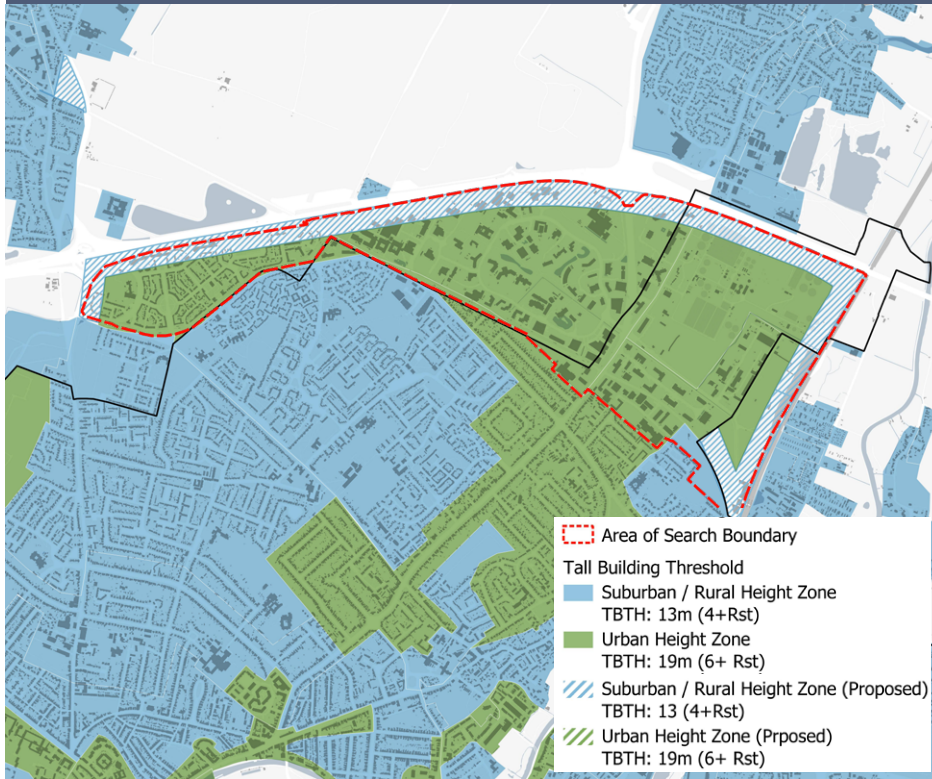 Area of Search Boundary
Tall Building Threshold
Suburban / Rural Height Zone
TBTH: 13m (4+Rst)
Urban Height Zone
TBTH: 19m (6+ Rst)
Suburban / Rural Height Zone (Proposed)
TBTH: 13 (4+Rst)
Urban Height Zone (Prposed)
TBTH: 19m (6+ Rst)